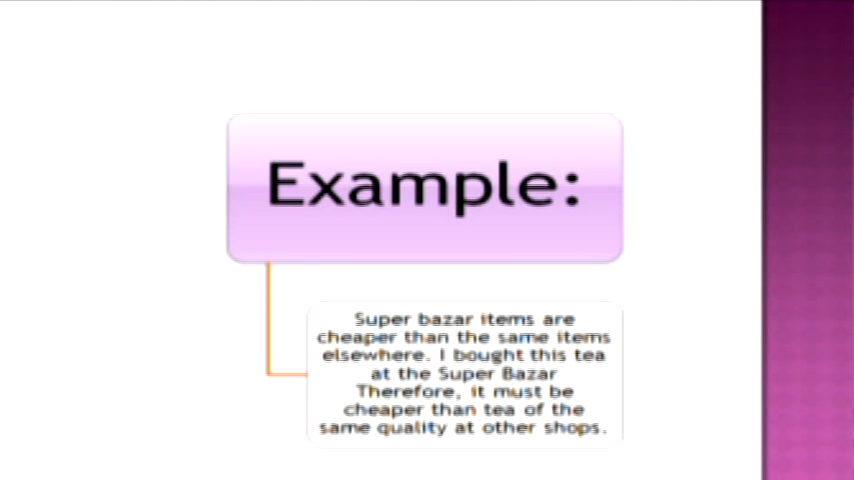 Example:
Super bazar items are
cheaper than the same items
elsewhere. I bought this tea
at the Super Bazar
Therefore, it must be
cheaper than tea of the
same quality at other shops.